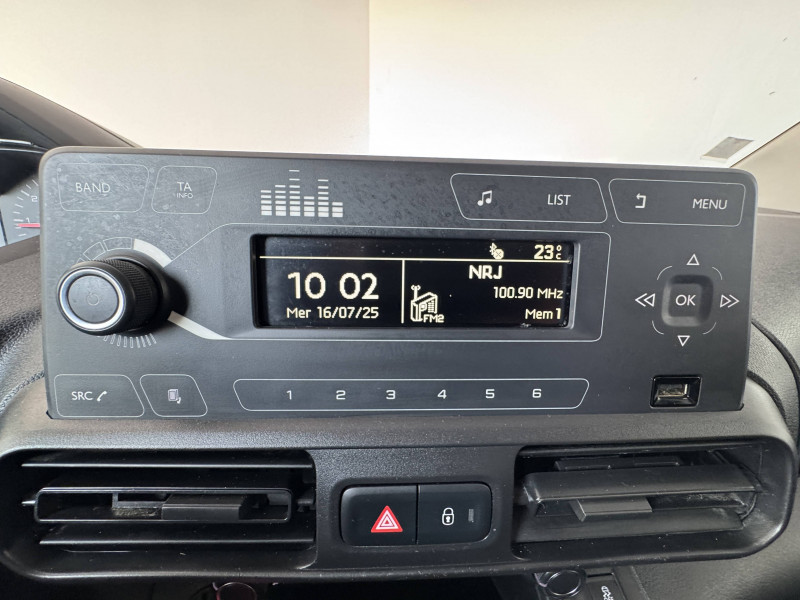 BAND
TA
INFO
LIST
MENU
23°C
10 02
NRJ
100.90 MHz
Mer 16/07/25
FM2
Mem 1
OK
SRC
1 2 3 4 5 6